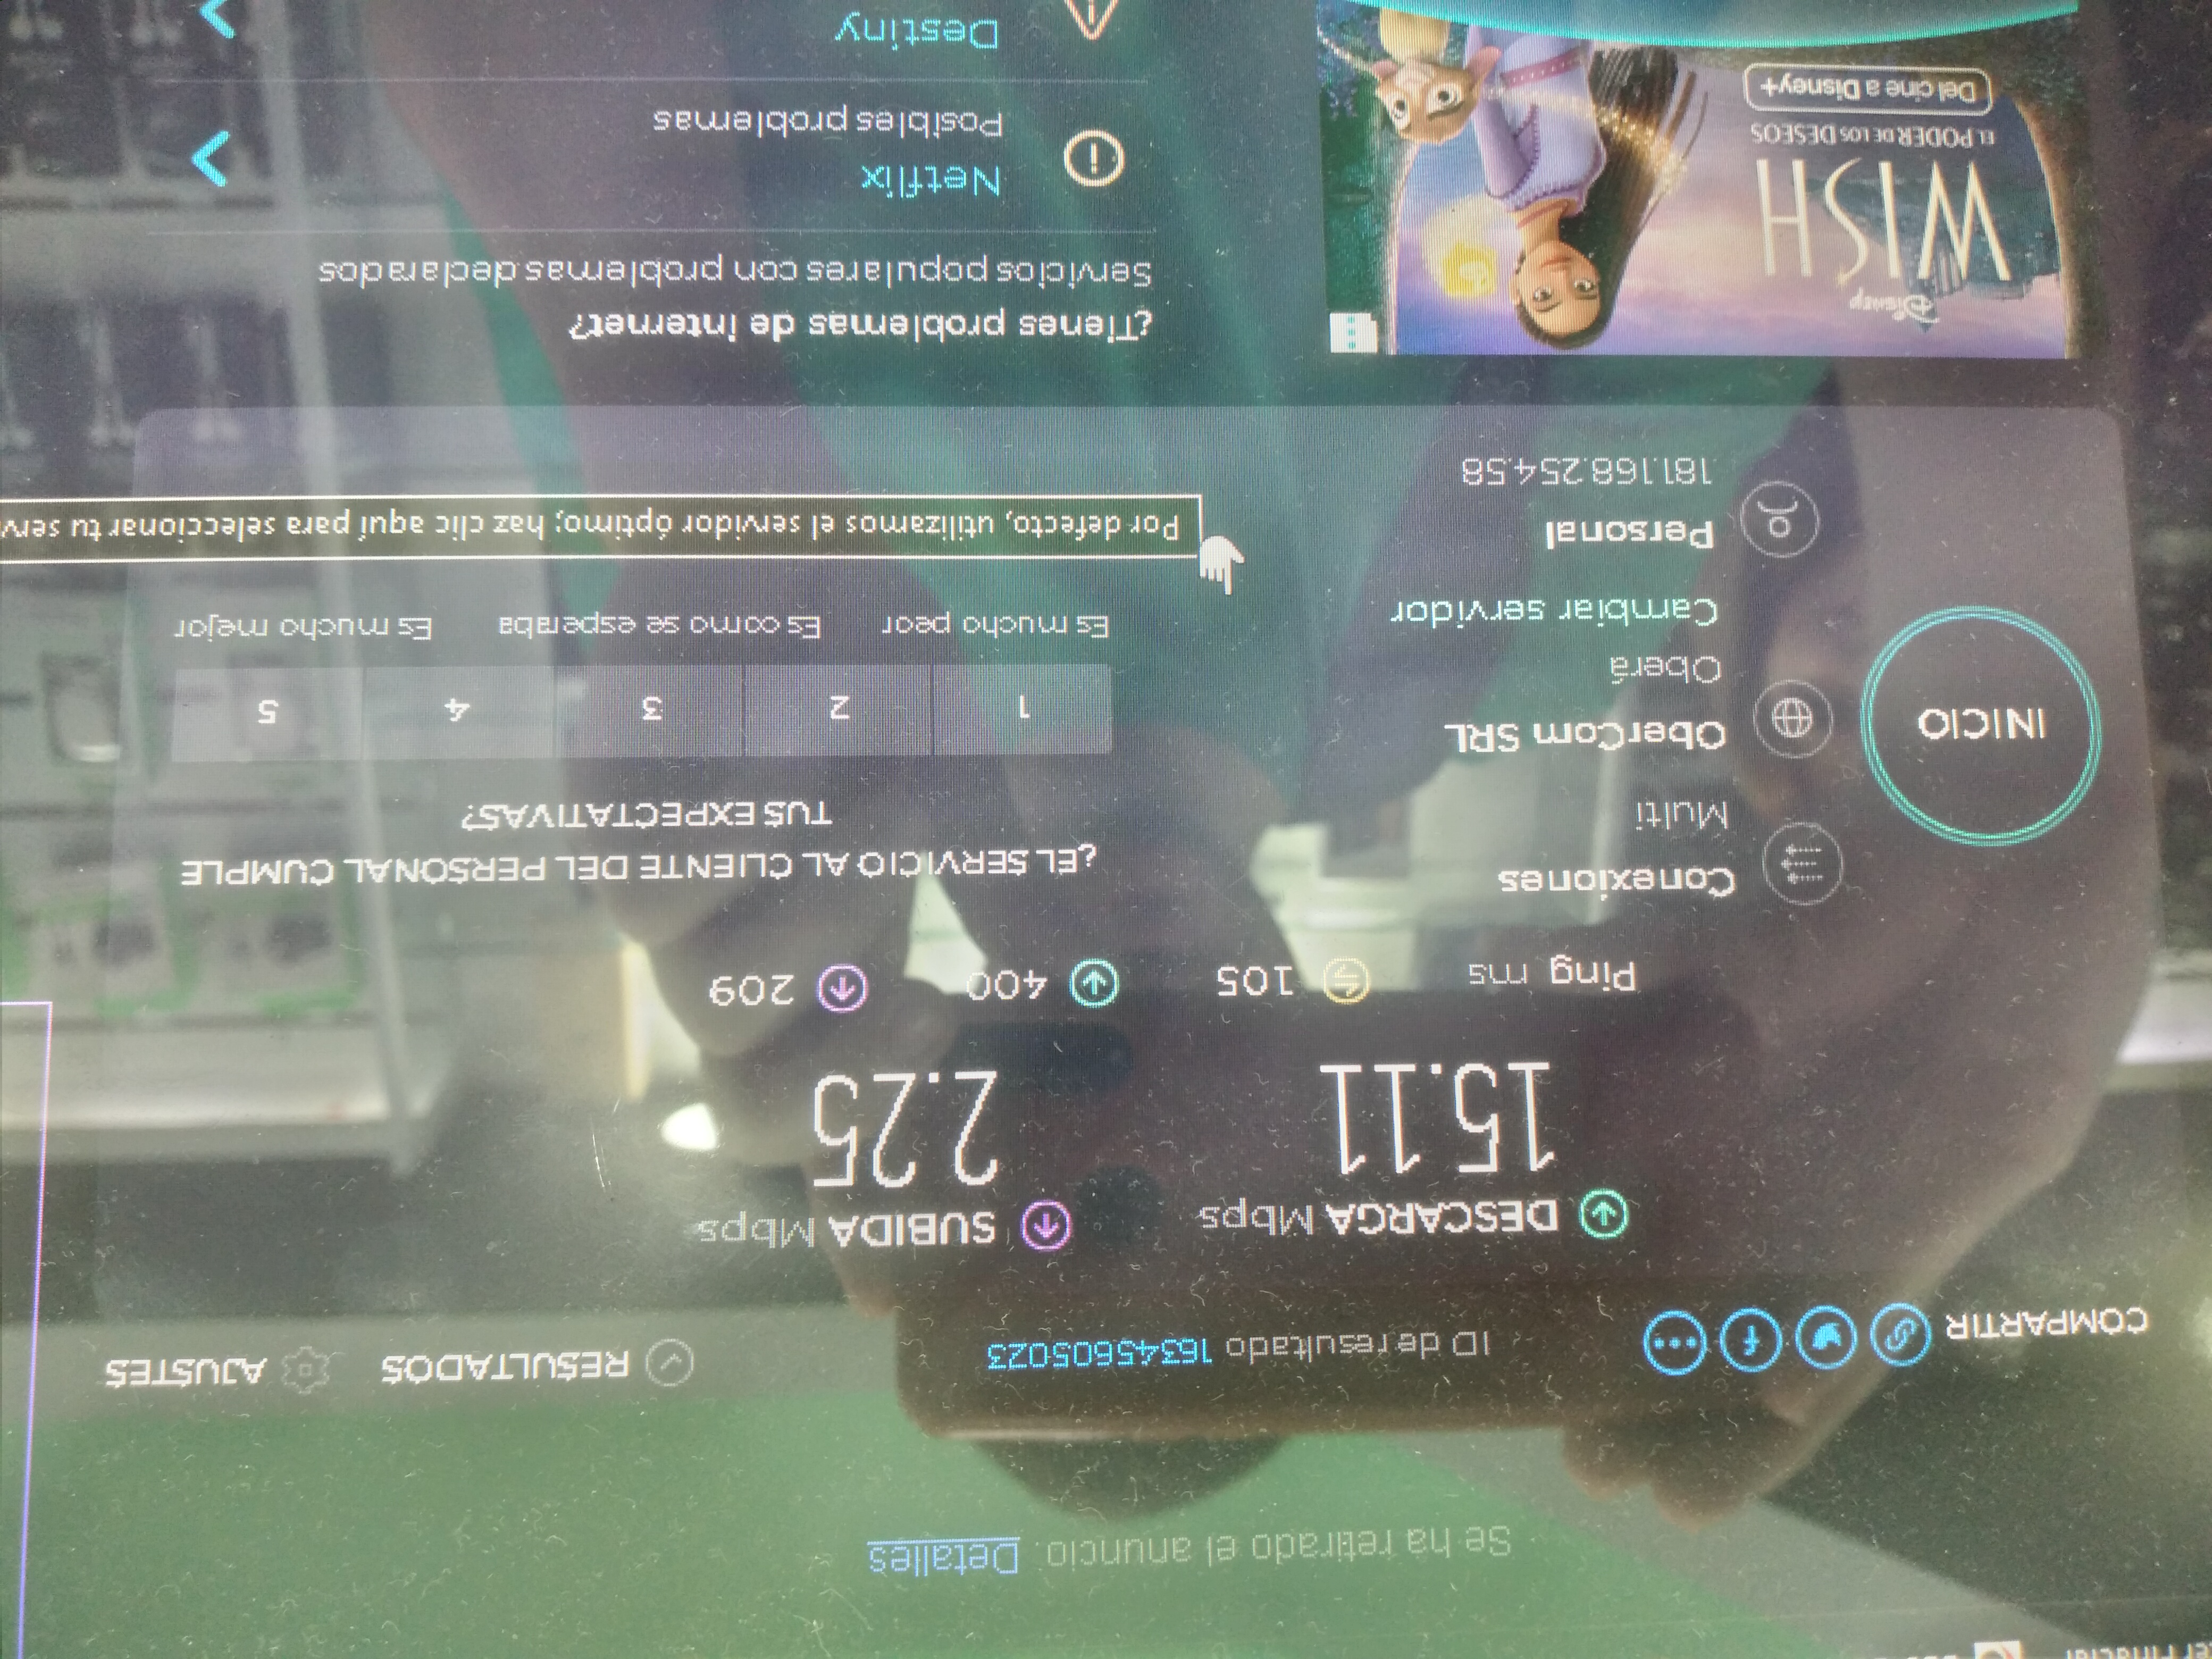 Se ha retirado el anuncio. Detalles
COMPARTIR
ID de resultado 16345605023
RESULTADOS
AJUSTES
DESCARGA Mbps
15.11
SUBIDA Mbps
2.25
Ping ms 105 400 209
Conexiones
Multi
INICIO
OberCom SRL
Oberá
Cambiar servidor
Personal
181.168.254.58
¿EL SERVICIO AL CLIENTE DEL PERSONAL CUMPLE
TUS EXPECTATIVAS?
1 2 3 4 5
Es mucho peor Es como se esperaba Es mucho mejor
Por defecto, utilizamos el servidor óptimo; haz clic aquí para seleccionar tu serv
Disney
WISH
EL PODER DE LOS DESEOS
Del cine a Disney+
¿Tienes problemas de internet?
Servicios populares con problemas declarados
Netflix
Posibles problemas
Destiny